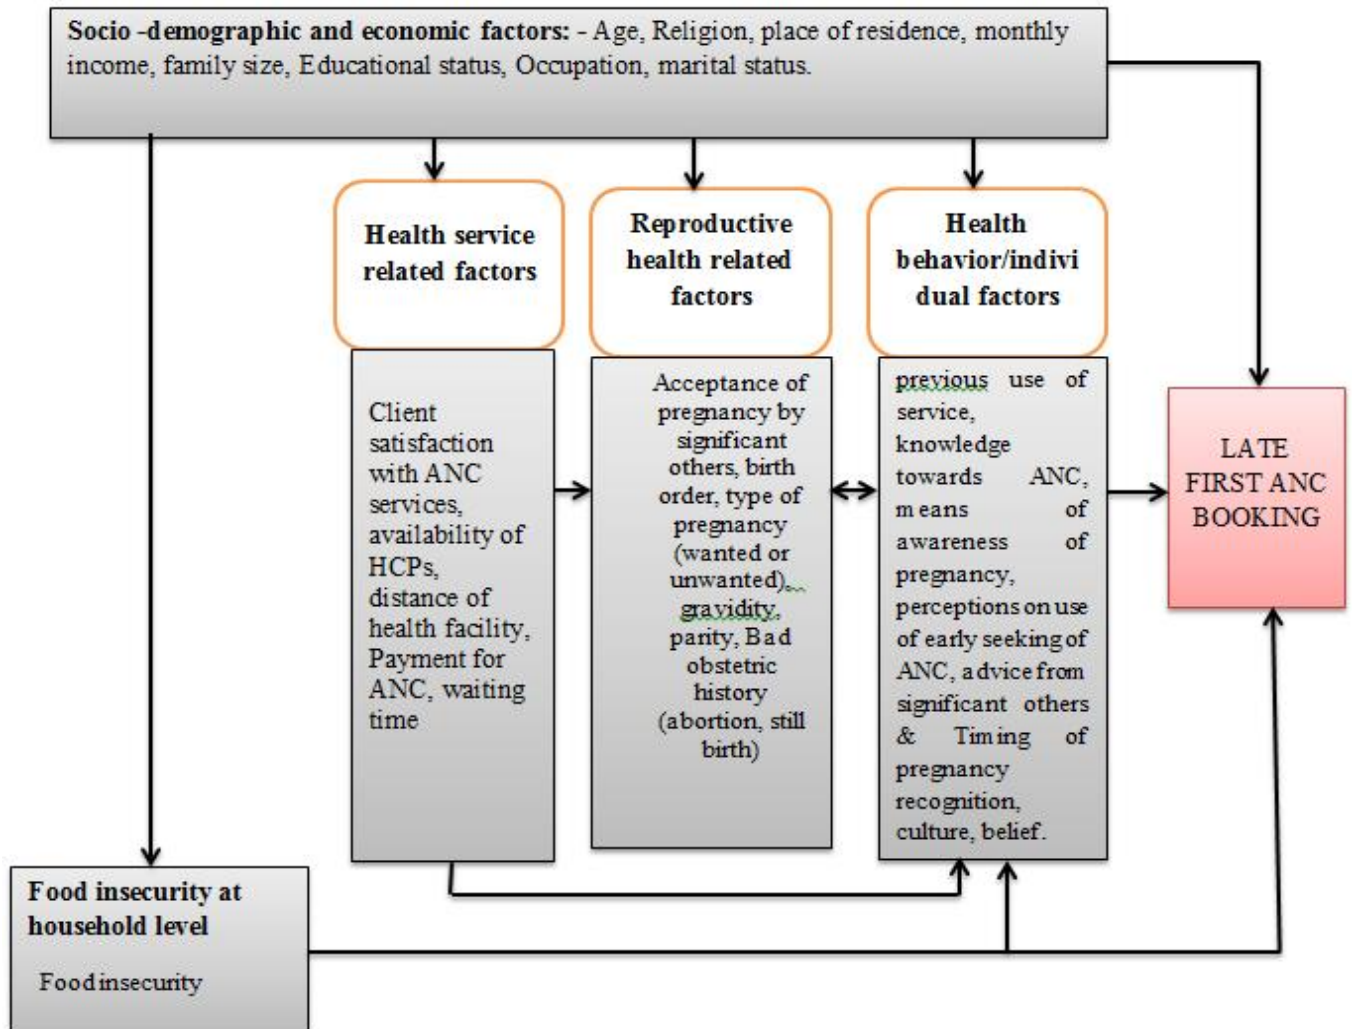 Socio -demographic and economic factors: - Age, Religion, place of residence, monthly
income, family size, Educational status, Occupation, marital status.
Health service
related factors
Reproductive
health related
factors
Health
behavior/indivi
dual factors
Client
satisfaction
with ANC
services,
availability of
HCPs,
distance of
health facility,
Payment for
ANC, waiting
time
Acceptance of
pregnancy by
significant
others, birth
order, type of
pregnancy
(wanted or
unwanted),
gravidity,
parity, Bad
obstetric
history
(abortion, still
birth)
previous use of
service,
knowledge
towards ANC,
means of
awareness of
pregnancy,
perceptions on use
of early seeking of
ANC, advice from
significant others
& Timing of
pregnancy
recognition,
culture, belief.
LATE
FIRST ANC
BOOKING
Food insecurity at
household level
Food insecurity